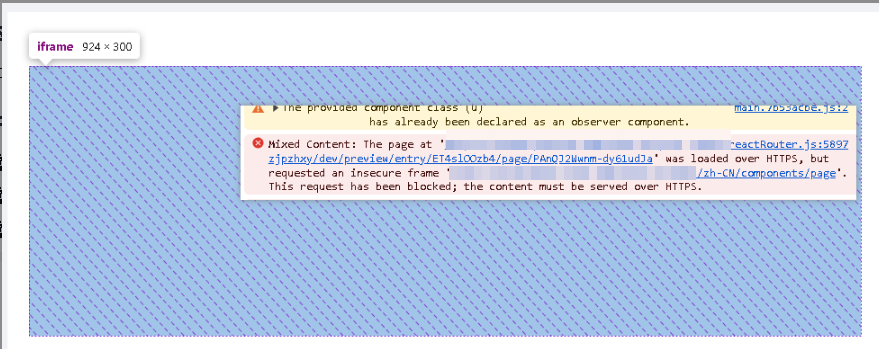 iframe 924 × 300
The provided component class (u) main.7b53acbe.js:2
has already been declared as an observer component.
Mixed Content: The page at ' reactRouter.js:5897
zjpzhxy/dev/preview/entry/ET4slOOzb4/page/PAnQJ2Wwnm-dy61udJa' was loaded over HTTPS, but
requested an insecure frame ' /zh-CN/components/page'.
This request has been blocked; the content must be served over HTTPS.